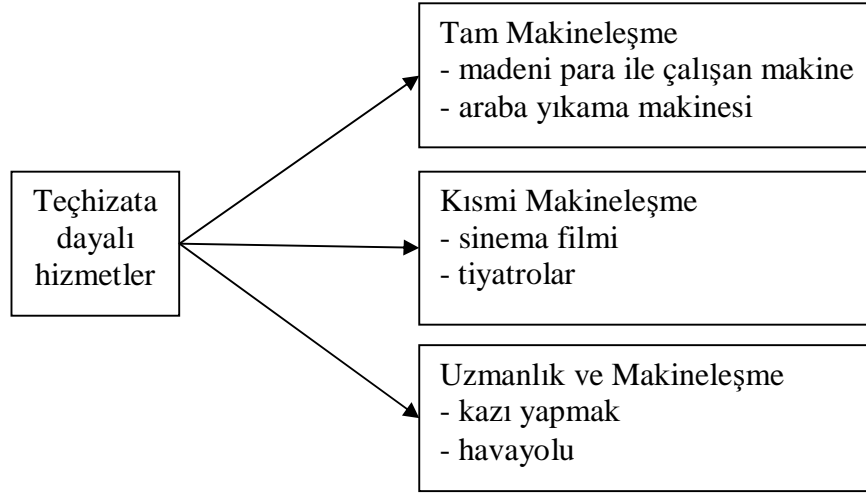 Teçhizata
dayalı
hizmetler
Tam Makineleşme
- madeni para ile çalışan makine
- araba yıkama makinesi
Kısmi Makineleşme
- sinema filmi
- tiyatrolar
Uzmanlık ve Makineleşme
- kazı yapmak
- havayolu